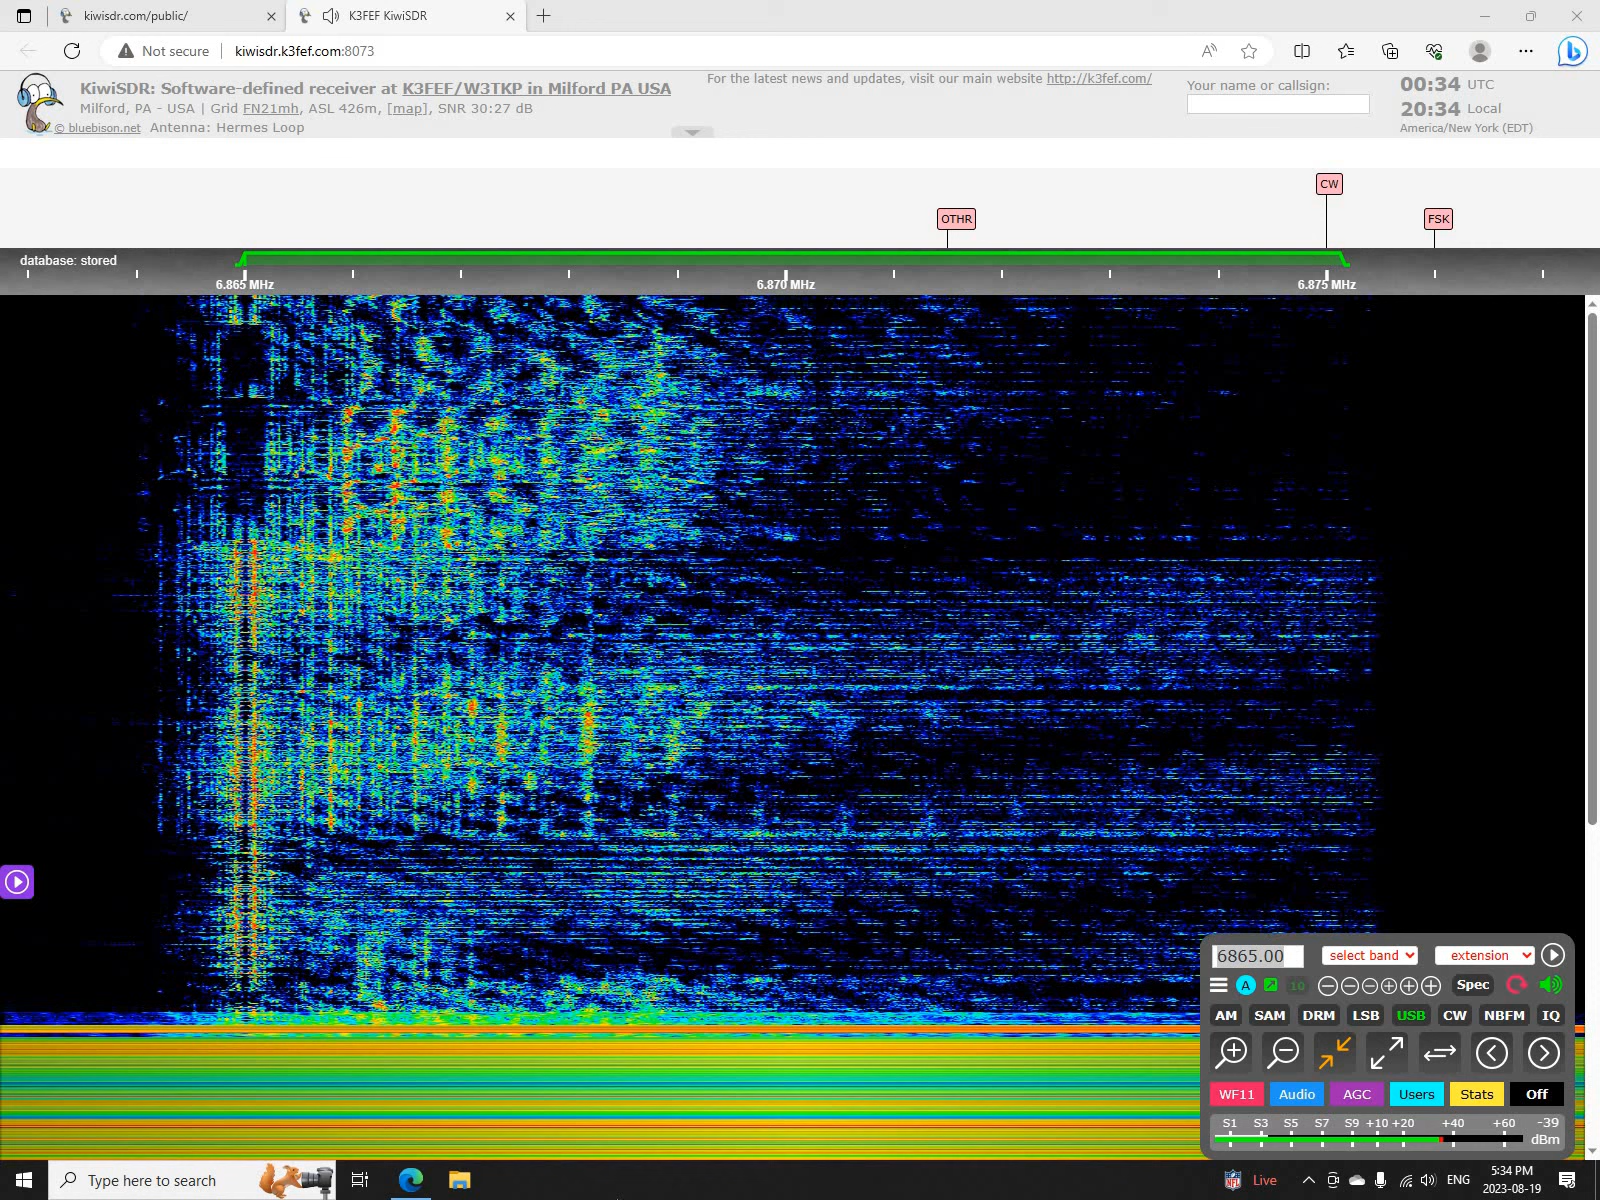 kiwisdr.com/public/
K3FEF KiwiSDR
Not secure
kiwisdr.k3fef.com:8073
KiwiSDR: Software-defined receiver at K3FEF/W3TKP in Milford PA USA
Milford, PA - USA | Grid FN21mh, ASL 426m, [map], SNR 30:27 dB
© bluebison.net Antenna: Hermes Loop
For the latest news and updates, visit our main website http://k3fef.com/
Your name or callsign:
00:34 UTC
20:34 Local
America/New York (EDT)
CW
OTHR
FSK
database: stored
6.865 MHz
6.870 MHz
6.875 MHz
6865.00
select band
extension
A
10
Spec
AM SAM DRM LSB USB CW NBFM IQ
WF11 Audio AGC Users Stats Off
S1 S3 S5 S7 S9 +10 +20 +40 +60 -39
dBm
Type here to search
NFL
Live
ENG
5:34 PM
2023-08-19